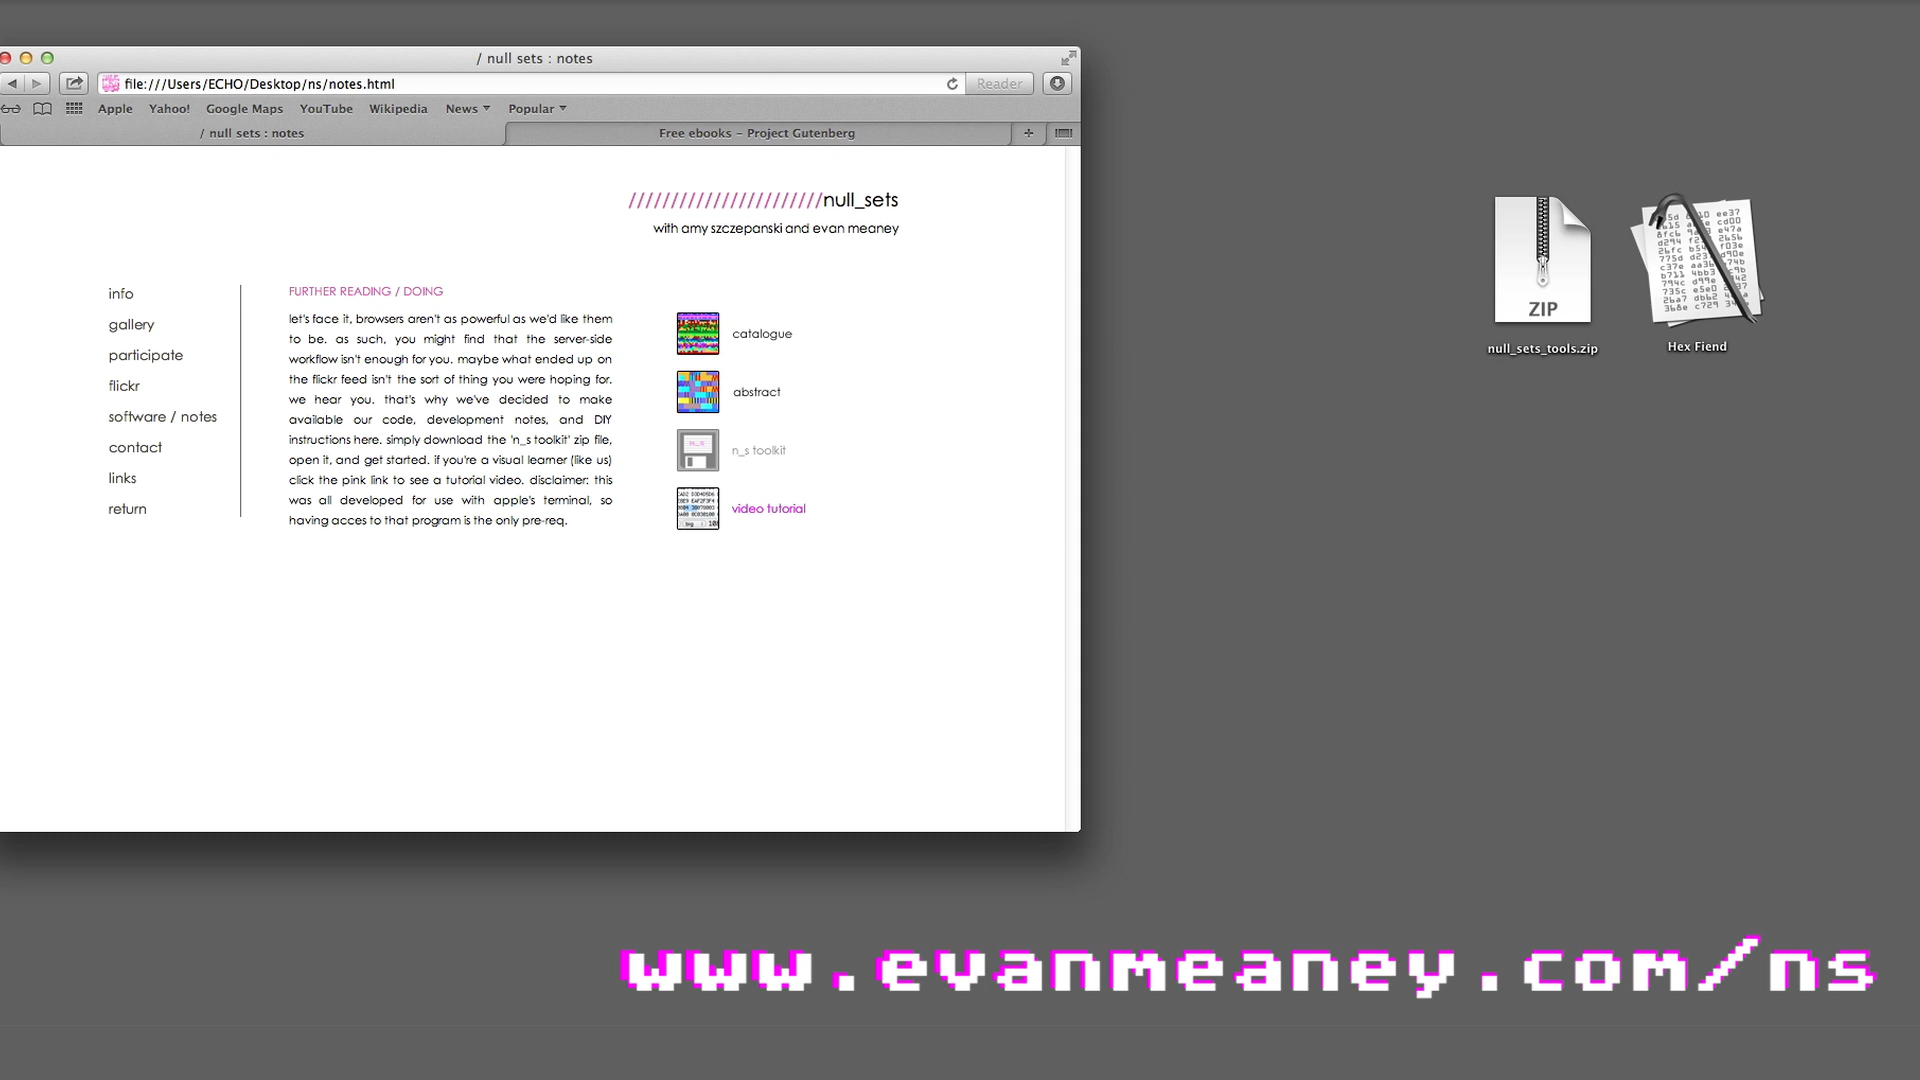 / null sets : notes
file:///Users/ECHO/Desktop/ns/notes.html
Reader
Apple Yahoo! Google Maps YouTube Wikipedia News Popular
/ null sets : notes
Free ebooks - Project Gutenberg
///////////////////////null_sets
with amy szczepanski and evan meaney
info
gallery
participate
flickr
software / notes
contact
links
return
FURTHER READING / DOING
let's face it, browsers aren't as powerful as we'd like them
to be. as such, you might find that the server-side
workflow isn't enough for you. maybe what ended up on
the flickr feed isn't the sort of thing you were hoping for.
we hear you. that's why we've decided to make
available our code, development notes, and DIY
instructions here. simply download the 'n_s toolkit' zip file,
open it, and get started. if you're a visual learner (like us)
click the pink link to see a tutorial video. disclaimer: this
was all developed for use with apple's terminal, so
having acces to that program is the only pre-req.
catalogue
abstract
n_s toolkit
video tutorial
ZIP
null_sets_tools.zip
Hex Fiend
www.evanmeaney.com/ns